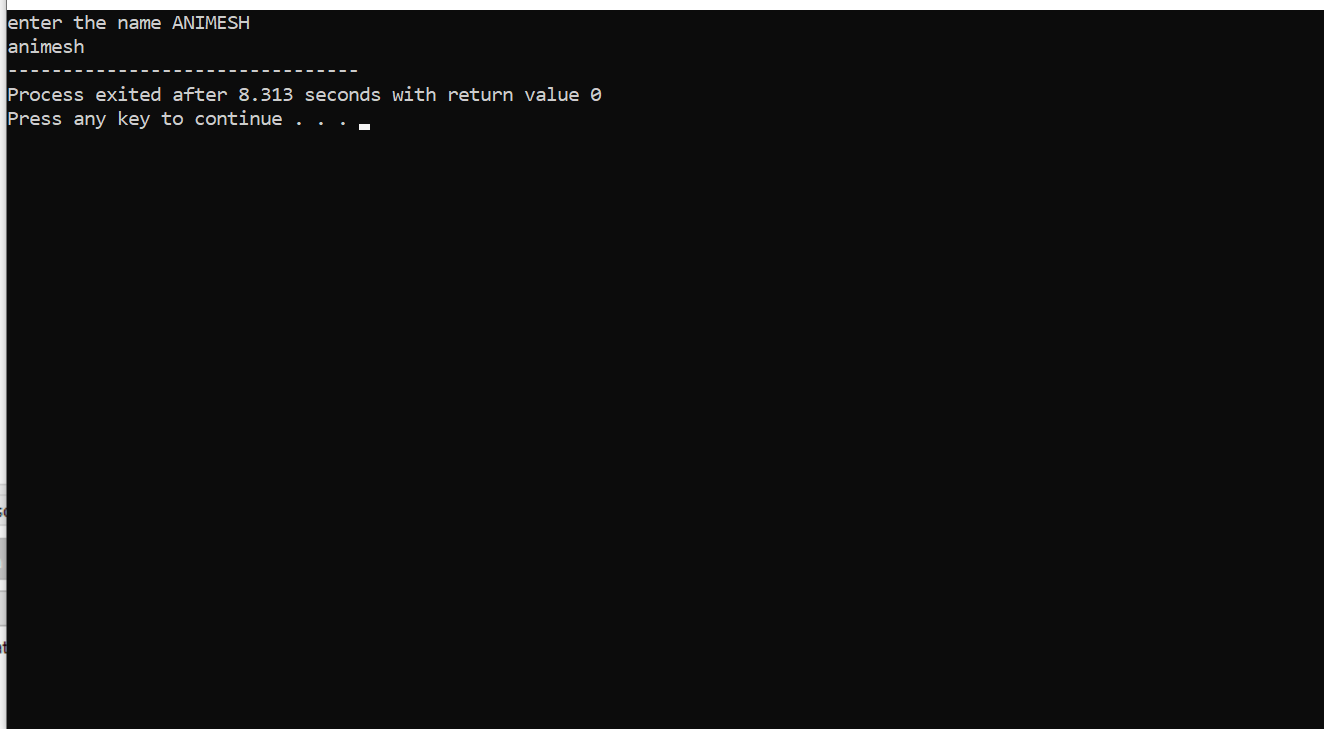 enter the name ANIMESH
animesh
--------------------------------
Process exited after 8.313 seconds with return value 0
Press any key to continue . . .